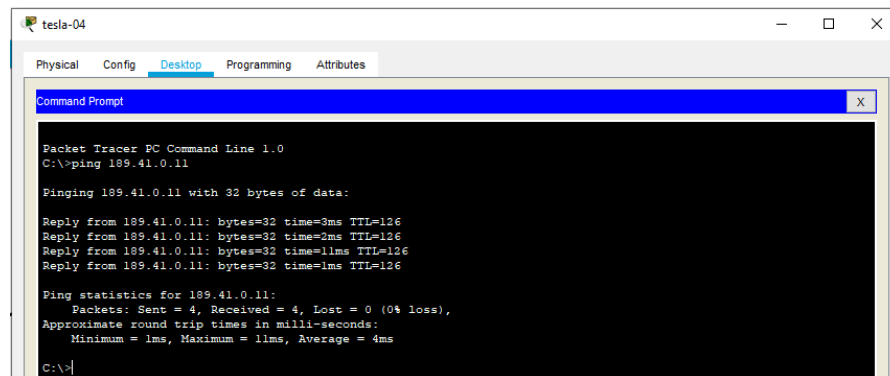 tesla-04
Physical Config Desktop Programming Attributes
Command Prompt X
Packet Tracer PC Command Line 1.0
C:\>ping 189.41.0.11
Pinging 189.41.0.11 with 32 bytes of data:
Reply from 189.41.0.11: bytes=32 time=3ms TTL=126
Reply from 189.41.0.11: bytes=32 time=2ms TTL=126
Reply from 189.41.0.11: bytes=32 time=11ms TTL=126
Reply from 189.41.0.11: bytes=32 time=1ms TTL=126
Ping statistics for 189.41.0.11:
    Packets: Sent = 4, Received = 4, Lost = 0 (0% loss),
Approximate round trip times in milli-seconds:
    Minimum = 1ms, Maximum = 11ms, Average = 4ms
C:\>